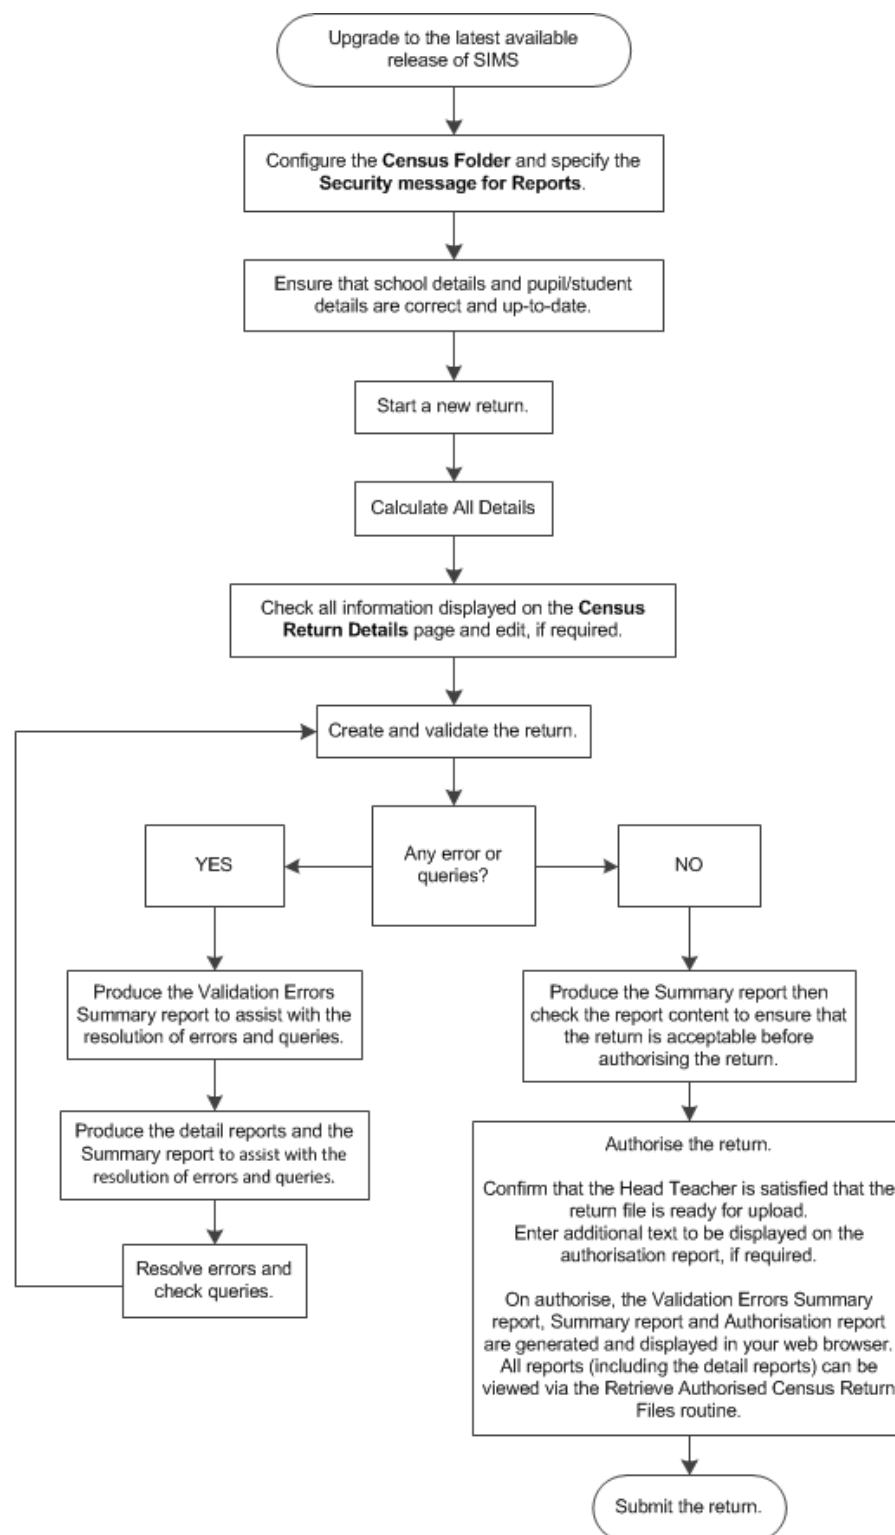 Upgrade to the latest available
release of SIMS
Configure the Census Folder and specify the
Security message for Reports.
Ensure that school details and pupil/student
details are correct and up-to-date.
Start a new return.
Calculate All Details
Check all information displayed on the Census
Return Details page and edit, if required.
Create and validate the return.
Any error or
queries?
YES
NO
Produce the Validation Errors
Summary report to assist with the
resolution of errors and queries.
Produce the detail reports and the
Summary report to assist with the
resolution of errors and queries.
Resolve errors and
check queries.
Produce the Summary report then
check the report content to ensure that
the return is acceptable before
authorising the return.
Authorise the return.
Confirm that the Head Teacher is satisfied that the
return file is ready for upload.
Enter additional text to be displayed on the
authorisation report, if required.
On authorise, the Validation Errors Summary
report, Summary report and Authorisation report
are generated and displayed in your web browser.
All reports (including the detail reports) can be
viewed via the Retrieve Authorised Census Return
Files routine.
Submit the return.